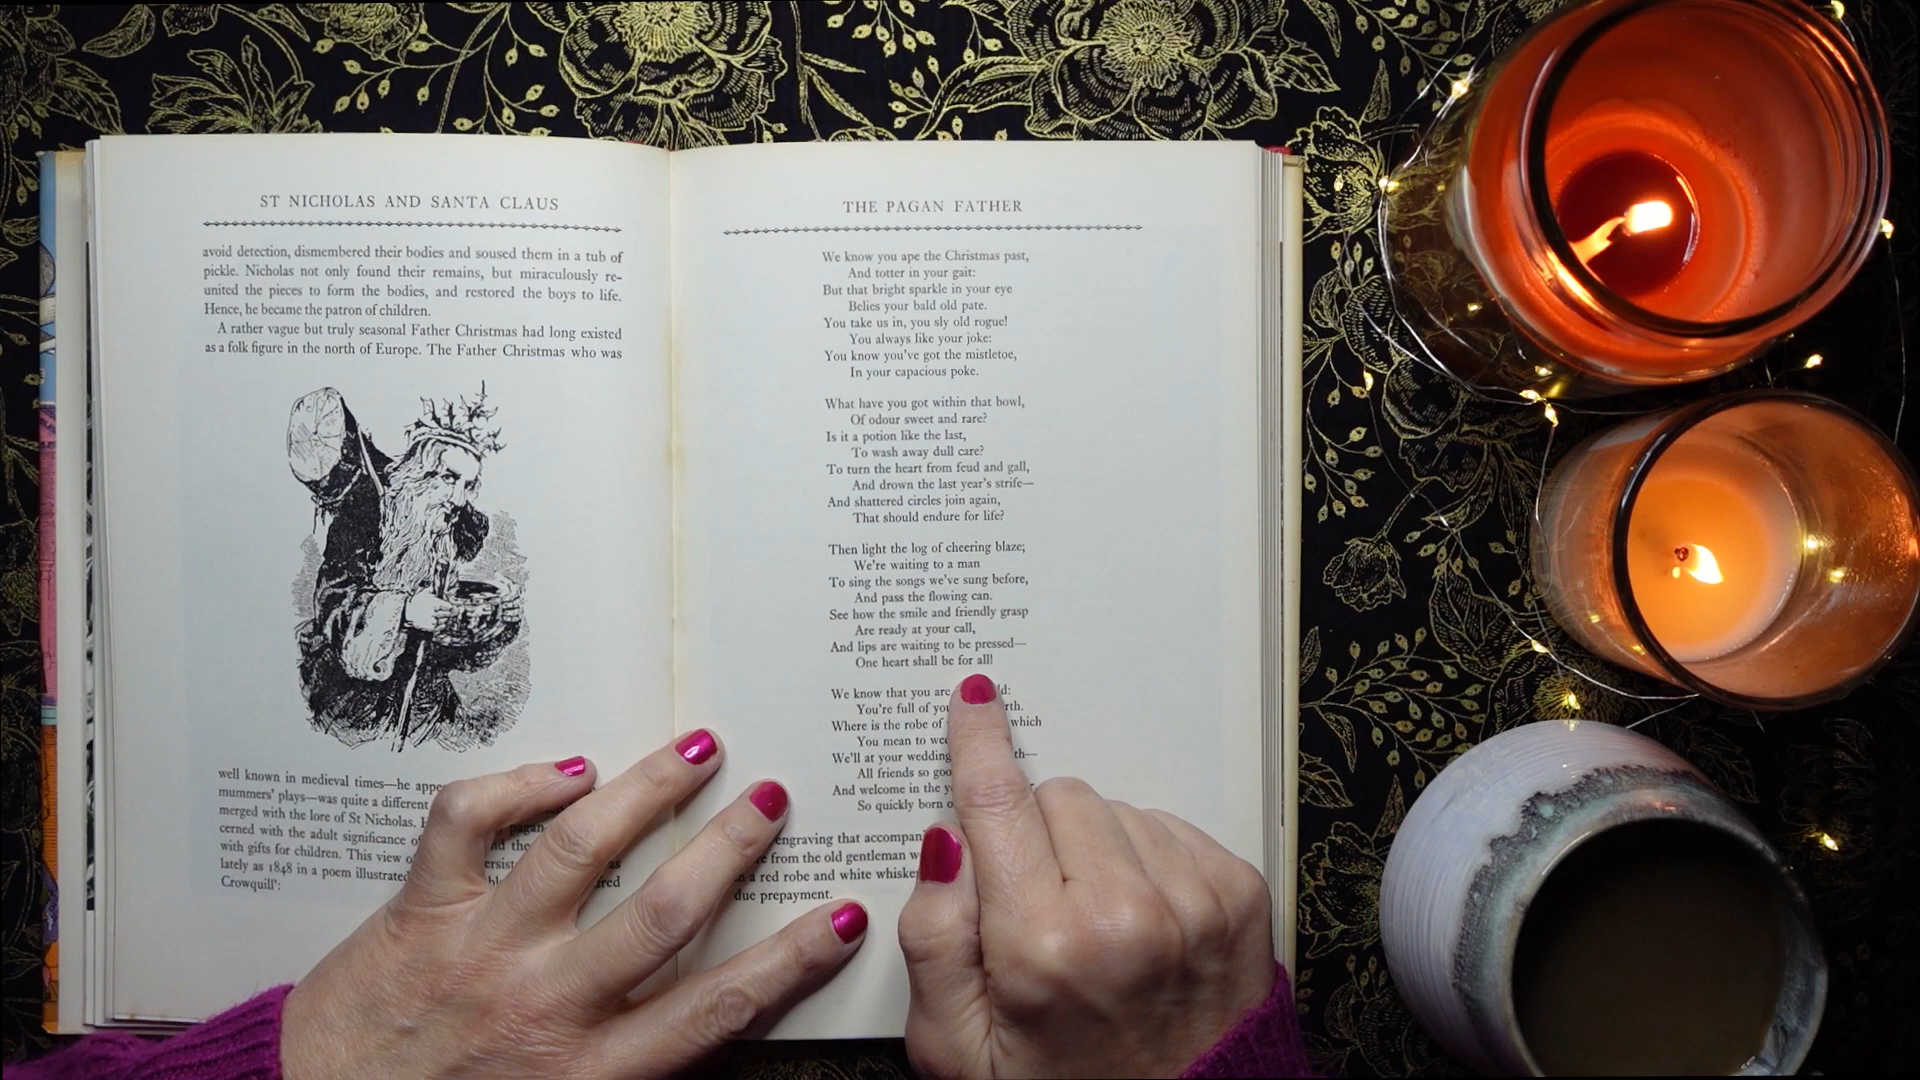 ST NICHOLAS AND SANTA CLAUS
avoid detection, dismembered their bodies and soused them in a tub of
pickle. Nicholas not only found their remains, but miraculously re-
united the pieces to form the bodies, and restored the boys to life.
Hence, he became the patron of children.
A rather vague but truly seasonal Father Christmas had long existed
as a folk figure in the north of Europe. The Father Christmas who was
well known in medieval times—he
mummers' plays—was quite a different
merged with the lore of St Nicholas.
cerned with the adult significance of
with gifts for children. This view
lately as 1848 in a poem illustrated
Crowquill':
THE PAGAN FATHER
We know you ape the Christmas past,
And totter in your gait:
But that bright sparkle in your eye
Belies your bald old pate.
You take us in, you sly old rogue!
You always like your joke:
You know you've got the mistletoe,
In your capacious poke.
What have you got within that bowl,
Of odour sweet and rare?
Is it a potion like the last,
To wash away dull care?
To turn the heart from feud and gall,
And drown the last year's strife—
And shattered circles join again,
That should endure for life?
Then light the log of cheering blaze;
We're waiting to a man
To sing the songs we've sung before,
And pass the flowing can.
See how the smile and friendly grasp
Are ready at your call,
And lips are waiting to be pressed—
One heart shall be for all!
We know that you are
You're full of
Where is the robe of which
You mean to
We'll at your wedding
All friends so
And welcome in the
So quickly born
engraving that
from the old gentleman
a red robe and white
due prepayment.